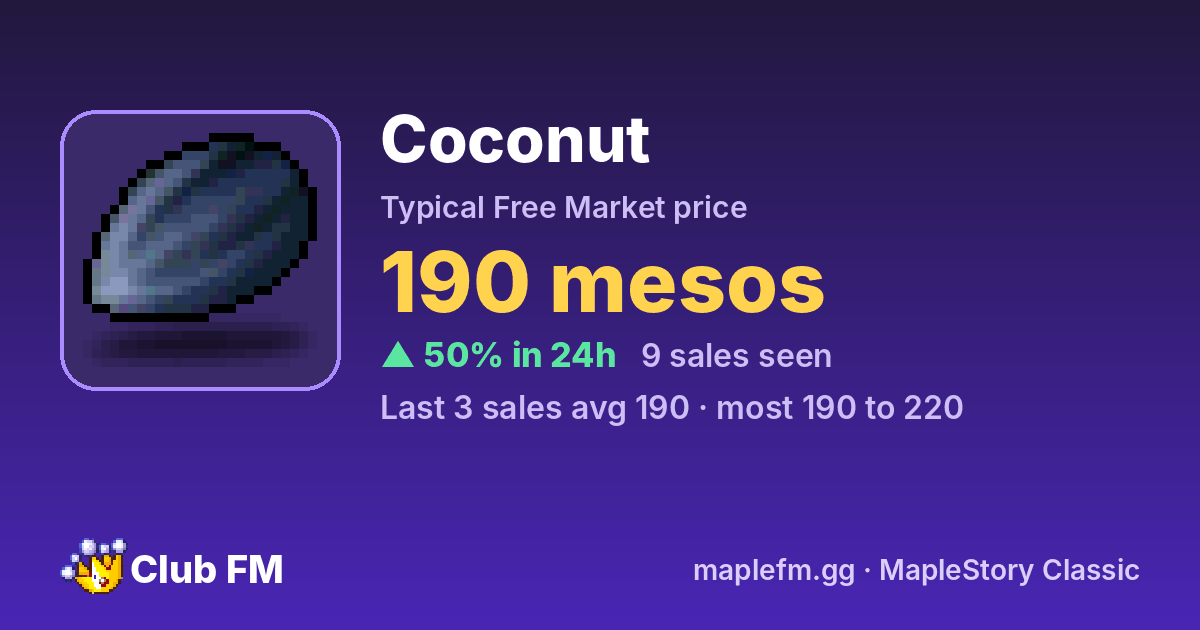 Coconut
Typical Free Market price
190 mesos
▲ 50% in 24h 9 sales seen
Last 3 sales avg 190 · most 190 to 220
Club FM
maplefm.gg · MapleStory Classic